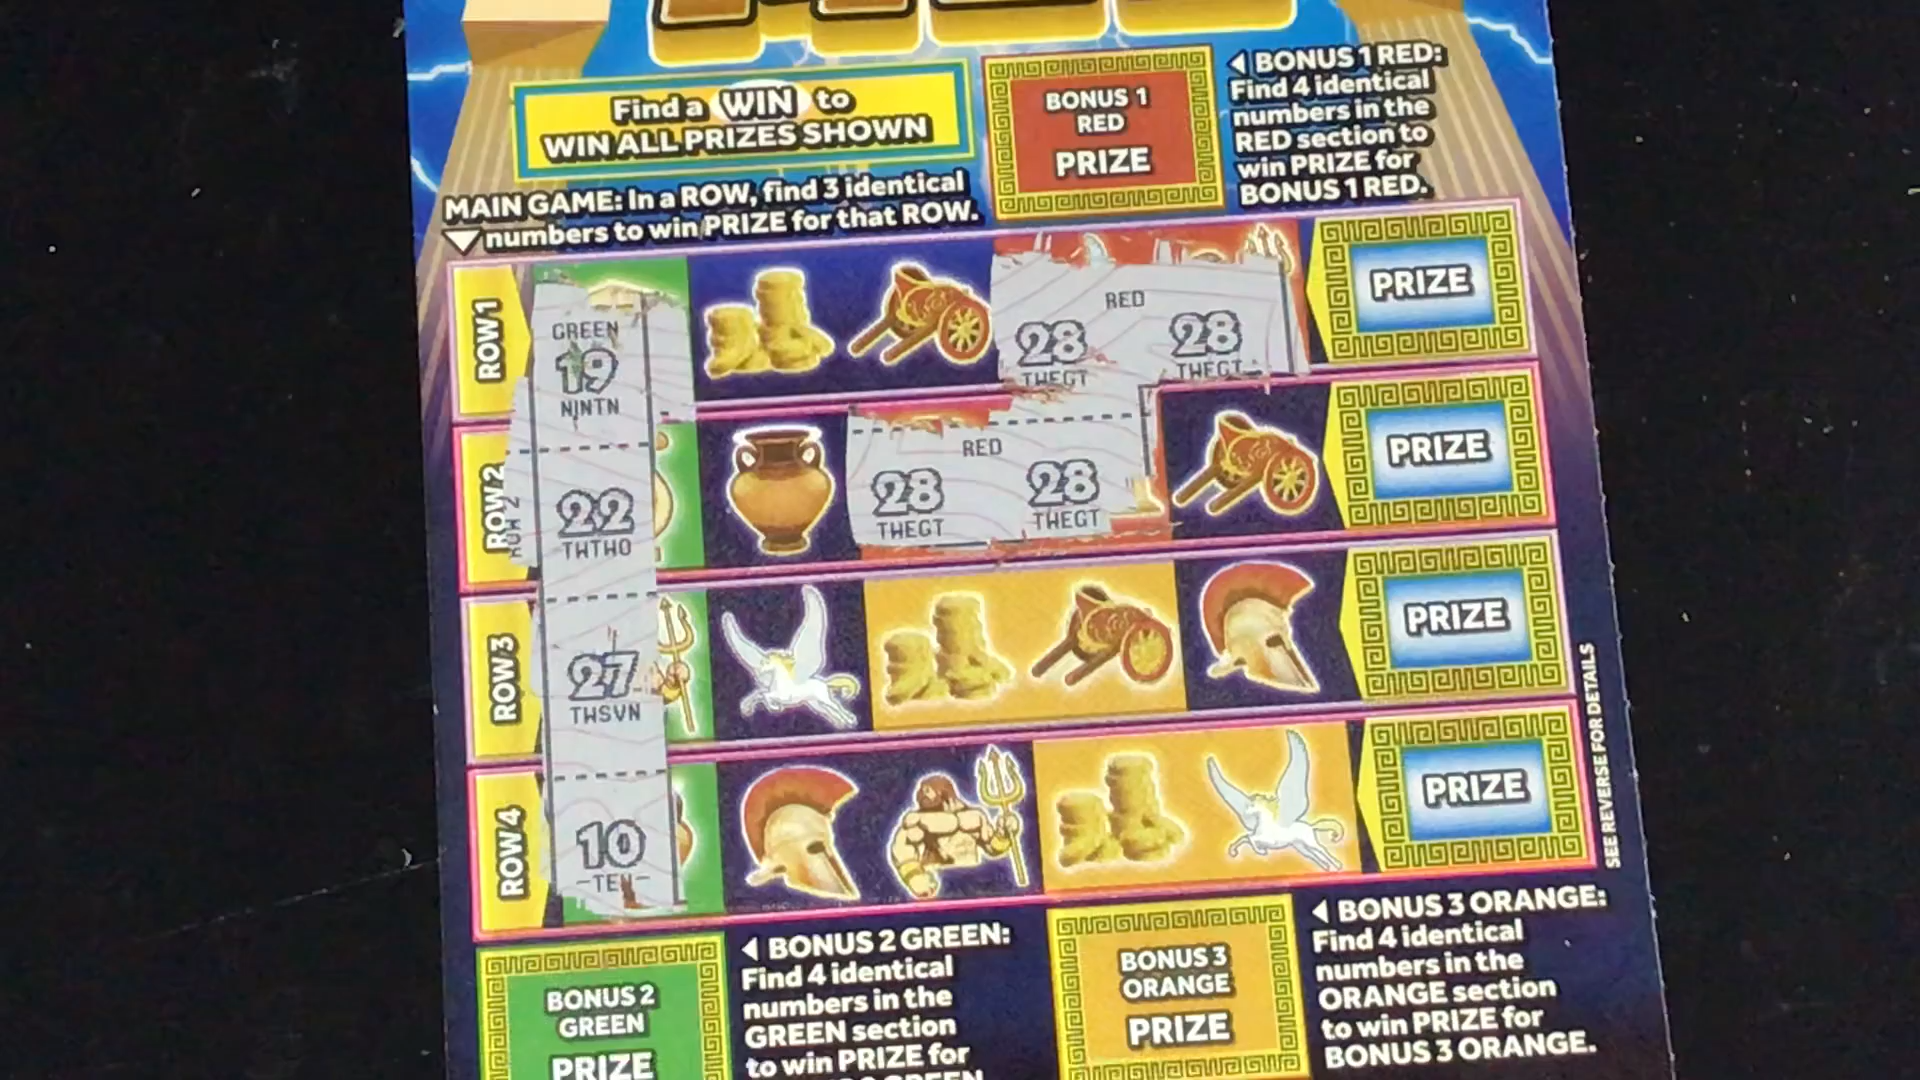 Find a WIN to
WIN ALL PRIZES SHOWN
MAIN GAME: In a ROW, find 3 identical
numbers to win PRIZE for that ROW.
BONUS 1
RED
PRIZE
BONUS 1 RED:
Find 4 identical
numbers in the
RED section to
win PRIZE for
BONUS 1 RED.
ROW 1
GREEN
19
NINTN
RED
28
THEGT
28
THEGT
PRIZE
ROW 2
22
TWTWO
RED
28
TWEGT
28
TWEGT
PRIZE
ROW 3
27
TWSVN
PRIZE
ROW 4
10
-TEN-
PRIZE
SEE REVERSE FOR DETAILS
BONUS 2
GREEN
PRIZE
BONUS 2 GREEN:
Find 4 identical
numbers in the
GREEN section
to win PRIZE for
BONUS 3
ORANGE
PRIZE
BONUS 3 ORANGE:
Find 4 identical
numbers in the
ORANGE section
to win PRIZE for
BONUS 3 ORANGE.